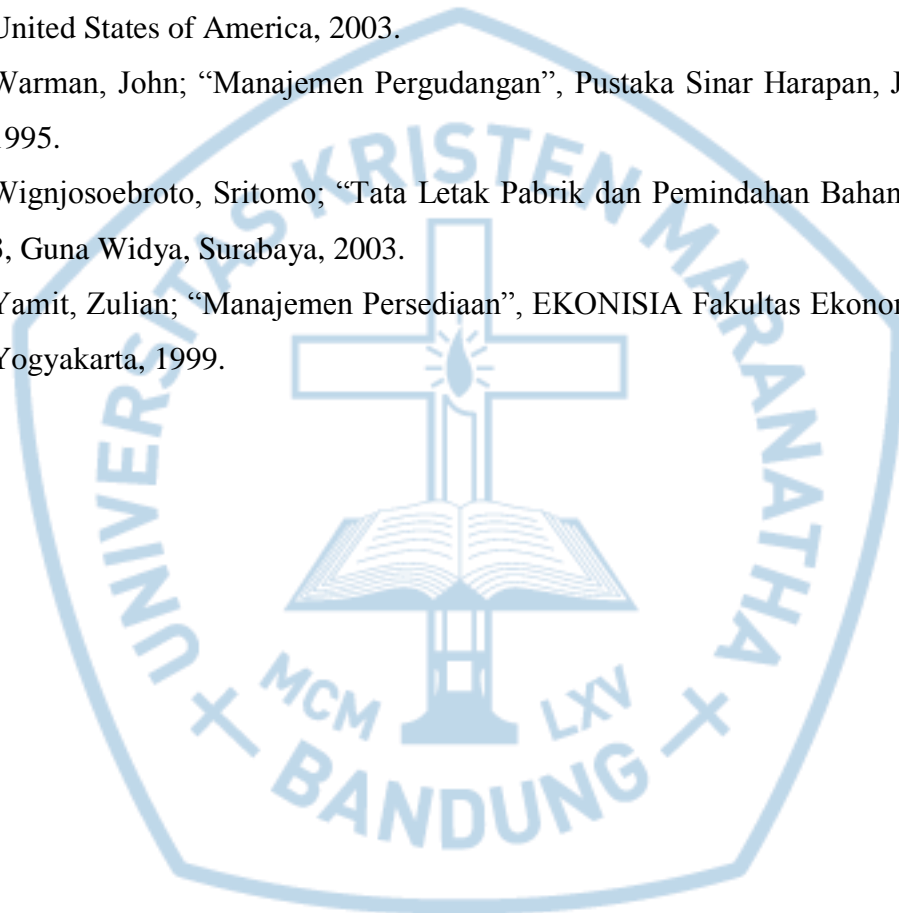 United States of America, 2003.
Warman, John; “Manajemen Pergudangan”, Pustaka Sinar Harapan, J
1995.
Wignjosoebroto, Sritomo; “Tata Letak Pabrik dan Pemindahan Bahan
3, Guna Widya, Surabaya, 2003.
Yamit, Zulian; “Manajemen Persediaan”, EKONISIA Fakultas Ekonom
Yogyakarta, 1999.
UNIVERSITAS KRISTEN MARANATHA
MCM LXV
BANDUNG